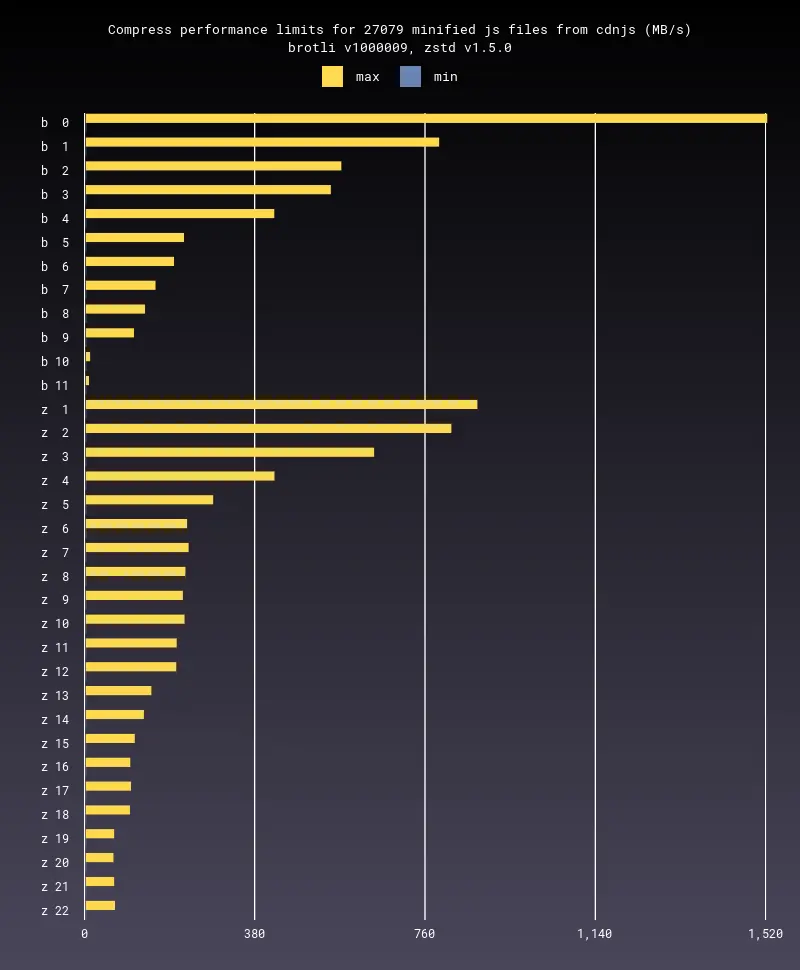 Compress performance limits for 27079 minified js files from cdnjs (MB/s)
brotli v1000009, zstd v1.5.0
max min
b 0
b 1
b 2
b 3
b 4
b 5
b 6
b 7
b 8
b 9
b 10
b 11
z 1
z 2
z 3
z 4
z 5
z 6
z 7
z 8
z 9
z 10
z 11
z 12
z 13
z 14
z 15
z 16
z 17
z 18
z 19
z 20
z 21
z 22
0 380 760 1,140 1,520